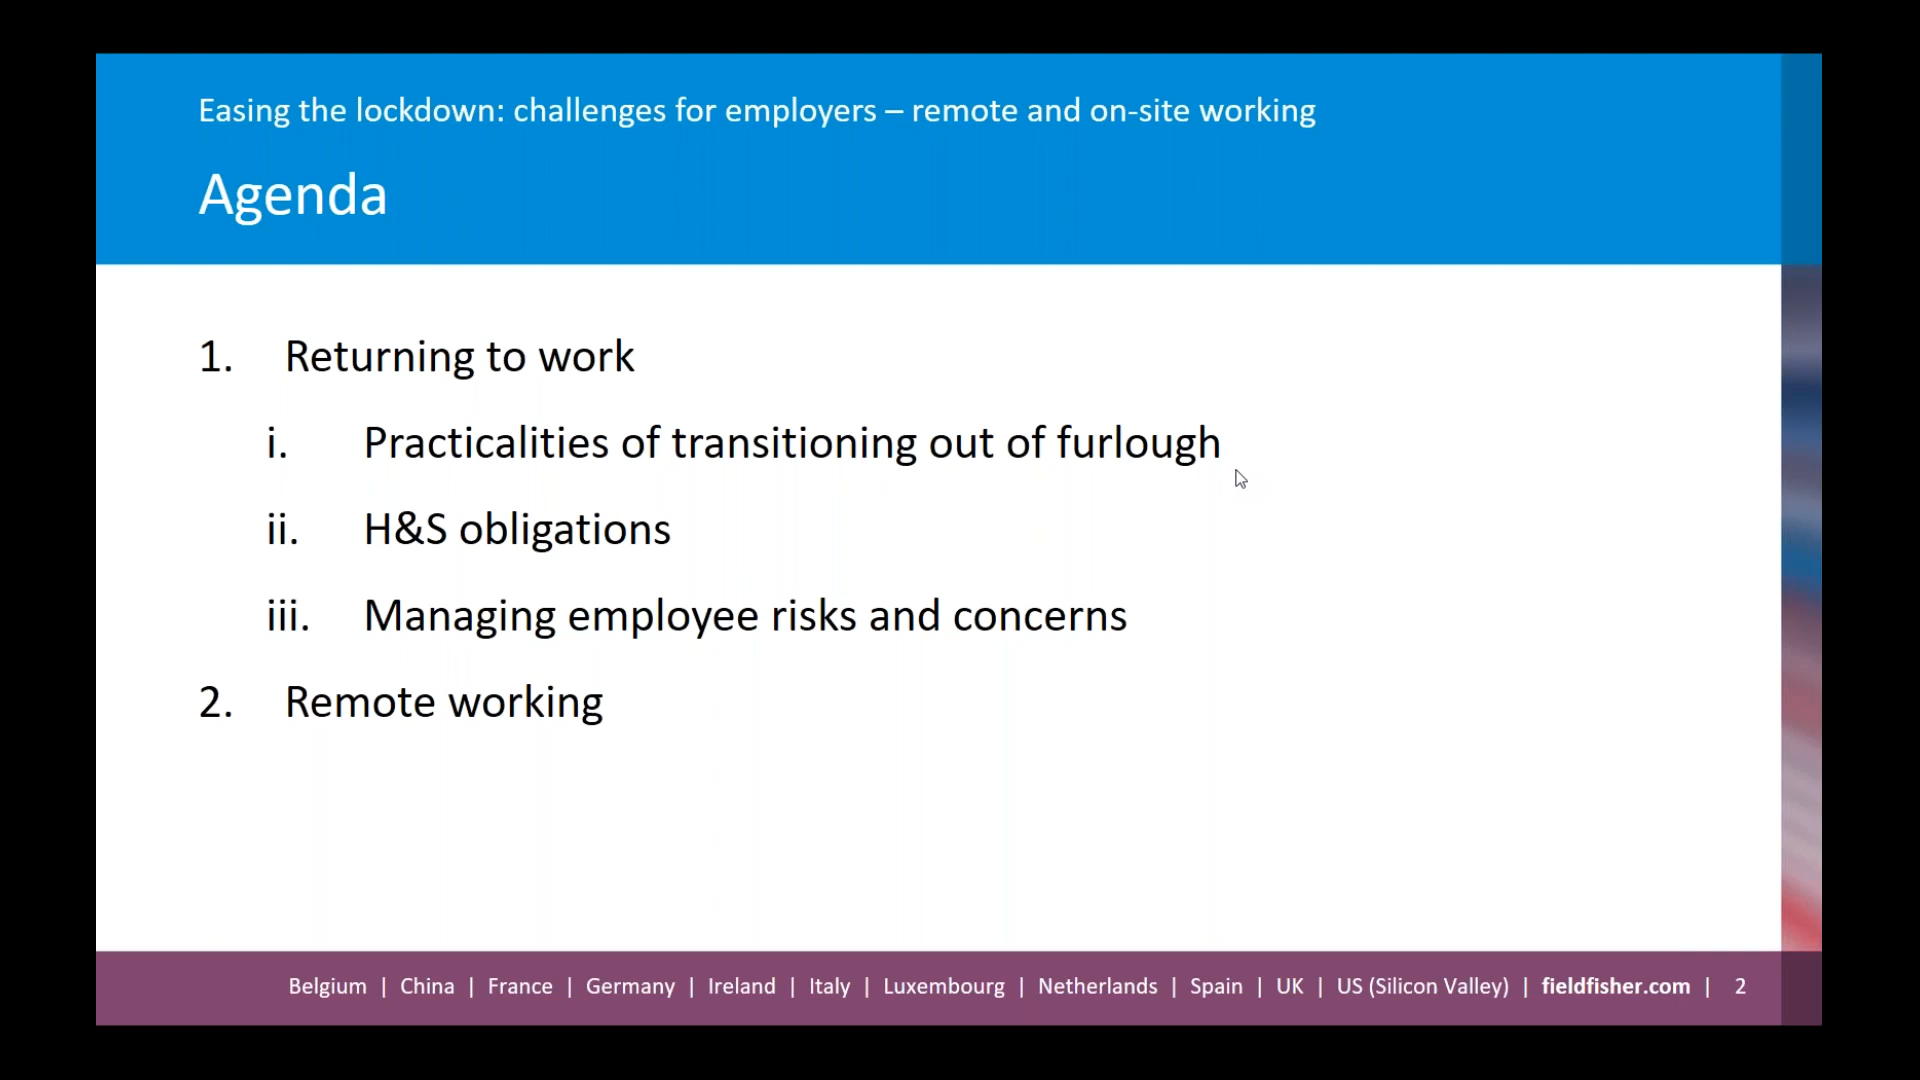 Easing the lockdown: challenges for employers – remote and on-site working
Agenda
1. Returning to work
i. Practicalities of transitioning out of furlough
ii. H&S obligations
iii. Managing employee risks and concerns
2. Remote working
Belgium | China | France | Germany | Ireland | Italy | Luxembourg | Netherlands | Spain | UK | US (Silicon Valley) | fieldfisher.com | 2